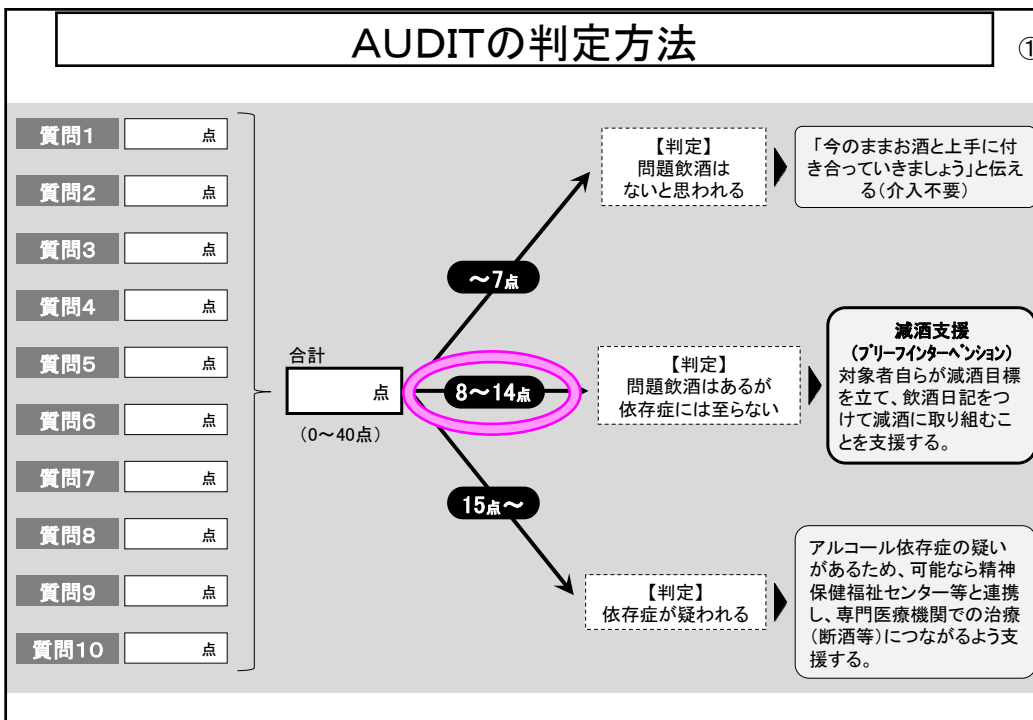 AUDITの判定方法
①
質問1 点
質問2 点
質問3 点
質問4 点
質問5 点
質問6 点
質問7 点
質問8 点
質問9 点
質問10 点
合計
点
(0〜40点)
〜7点
8〜14点
15点〜
【判定】
問題飲酒は
ないと思われる
「今のままお酒と上手に付
き合っていきましょう」と伝え
る(介入不要)
【判定】
問題飲酒はあるが
依存症には至らない
減酒支援
(ブリーフインターベンション)
対象者自らが減酒目標
を立て、飲酒日記をつ
けて減酒に取り組むこ
とを支援する。
【判定】
依存症が疑われる
アルコール依存症の疑い
があるため、可能なら精神
保健福祉センター等と連携
し、専門医療機関での治療
(断酒等)につながるよう支
援する。